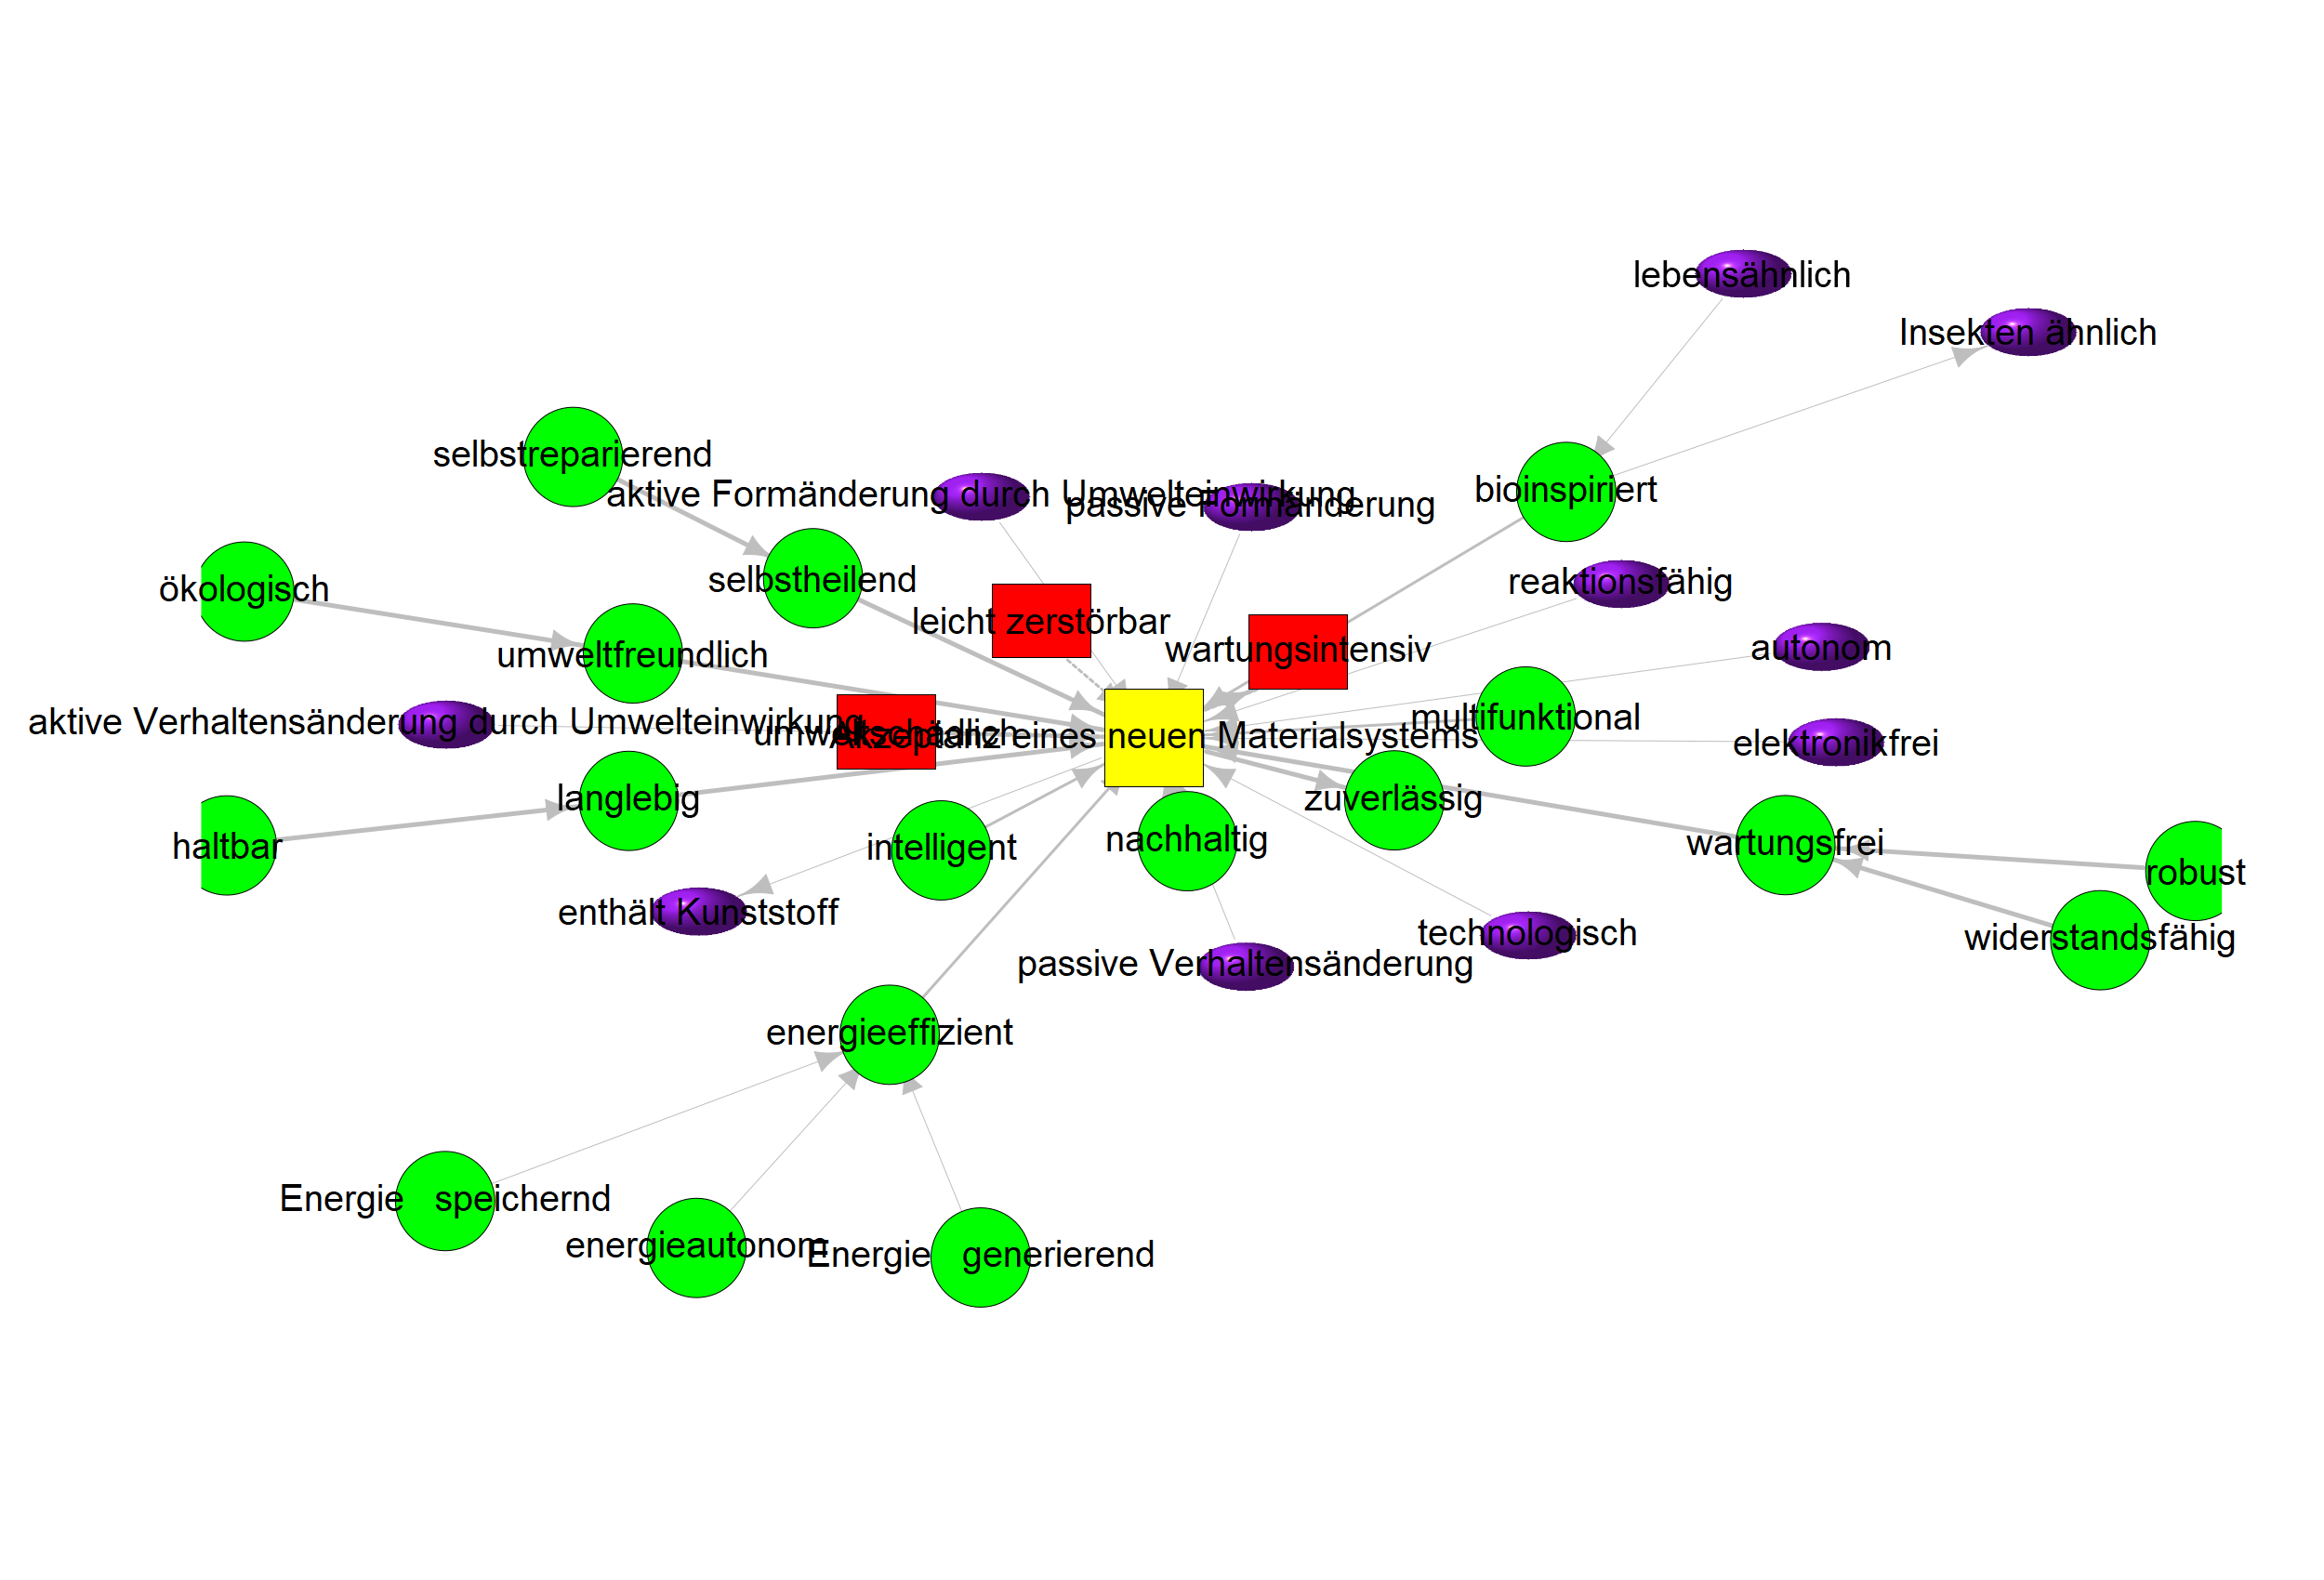 lebensähnlich
Insekten ähnlich
selbstreparierend
aktive Formänderung durch Umwelteinwirkung
passive Formänderung
bioinspiriert
ökologisch
selbstheilend
reaktionsfähig
leicht zerstörbar
umweltfreundlich
wartungsintensiv
autonom
aktive Verhaltensänderung durch Umwelteinwirkung
umweltschädlich
Akzeptanz eines neuen Materialsystems
multifunktional
elektronikfrei
langlebig
zuverlässig
haltbar
intelligent
nachhaltig
wartungsfrei
robust
enthält Kunststoff
technologisch
widerstandsfähig
passive Verhaltensänderung
energieeffizient
Energie speichernd
energieautonom
Energie generierend